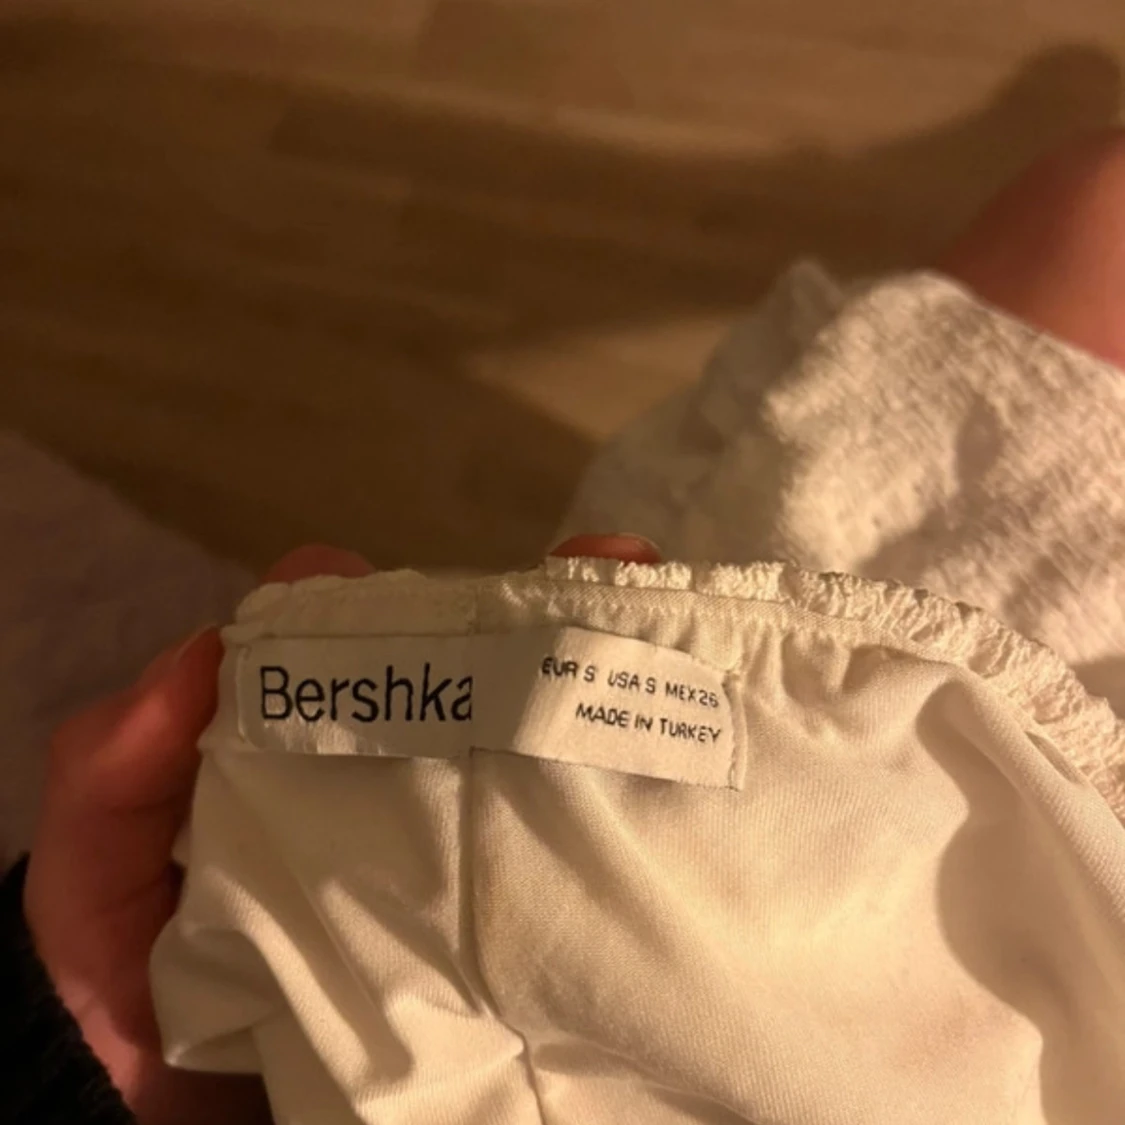 Bershka
EUR S USA S MEX 26
MADE IN TURKEY